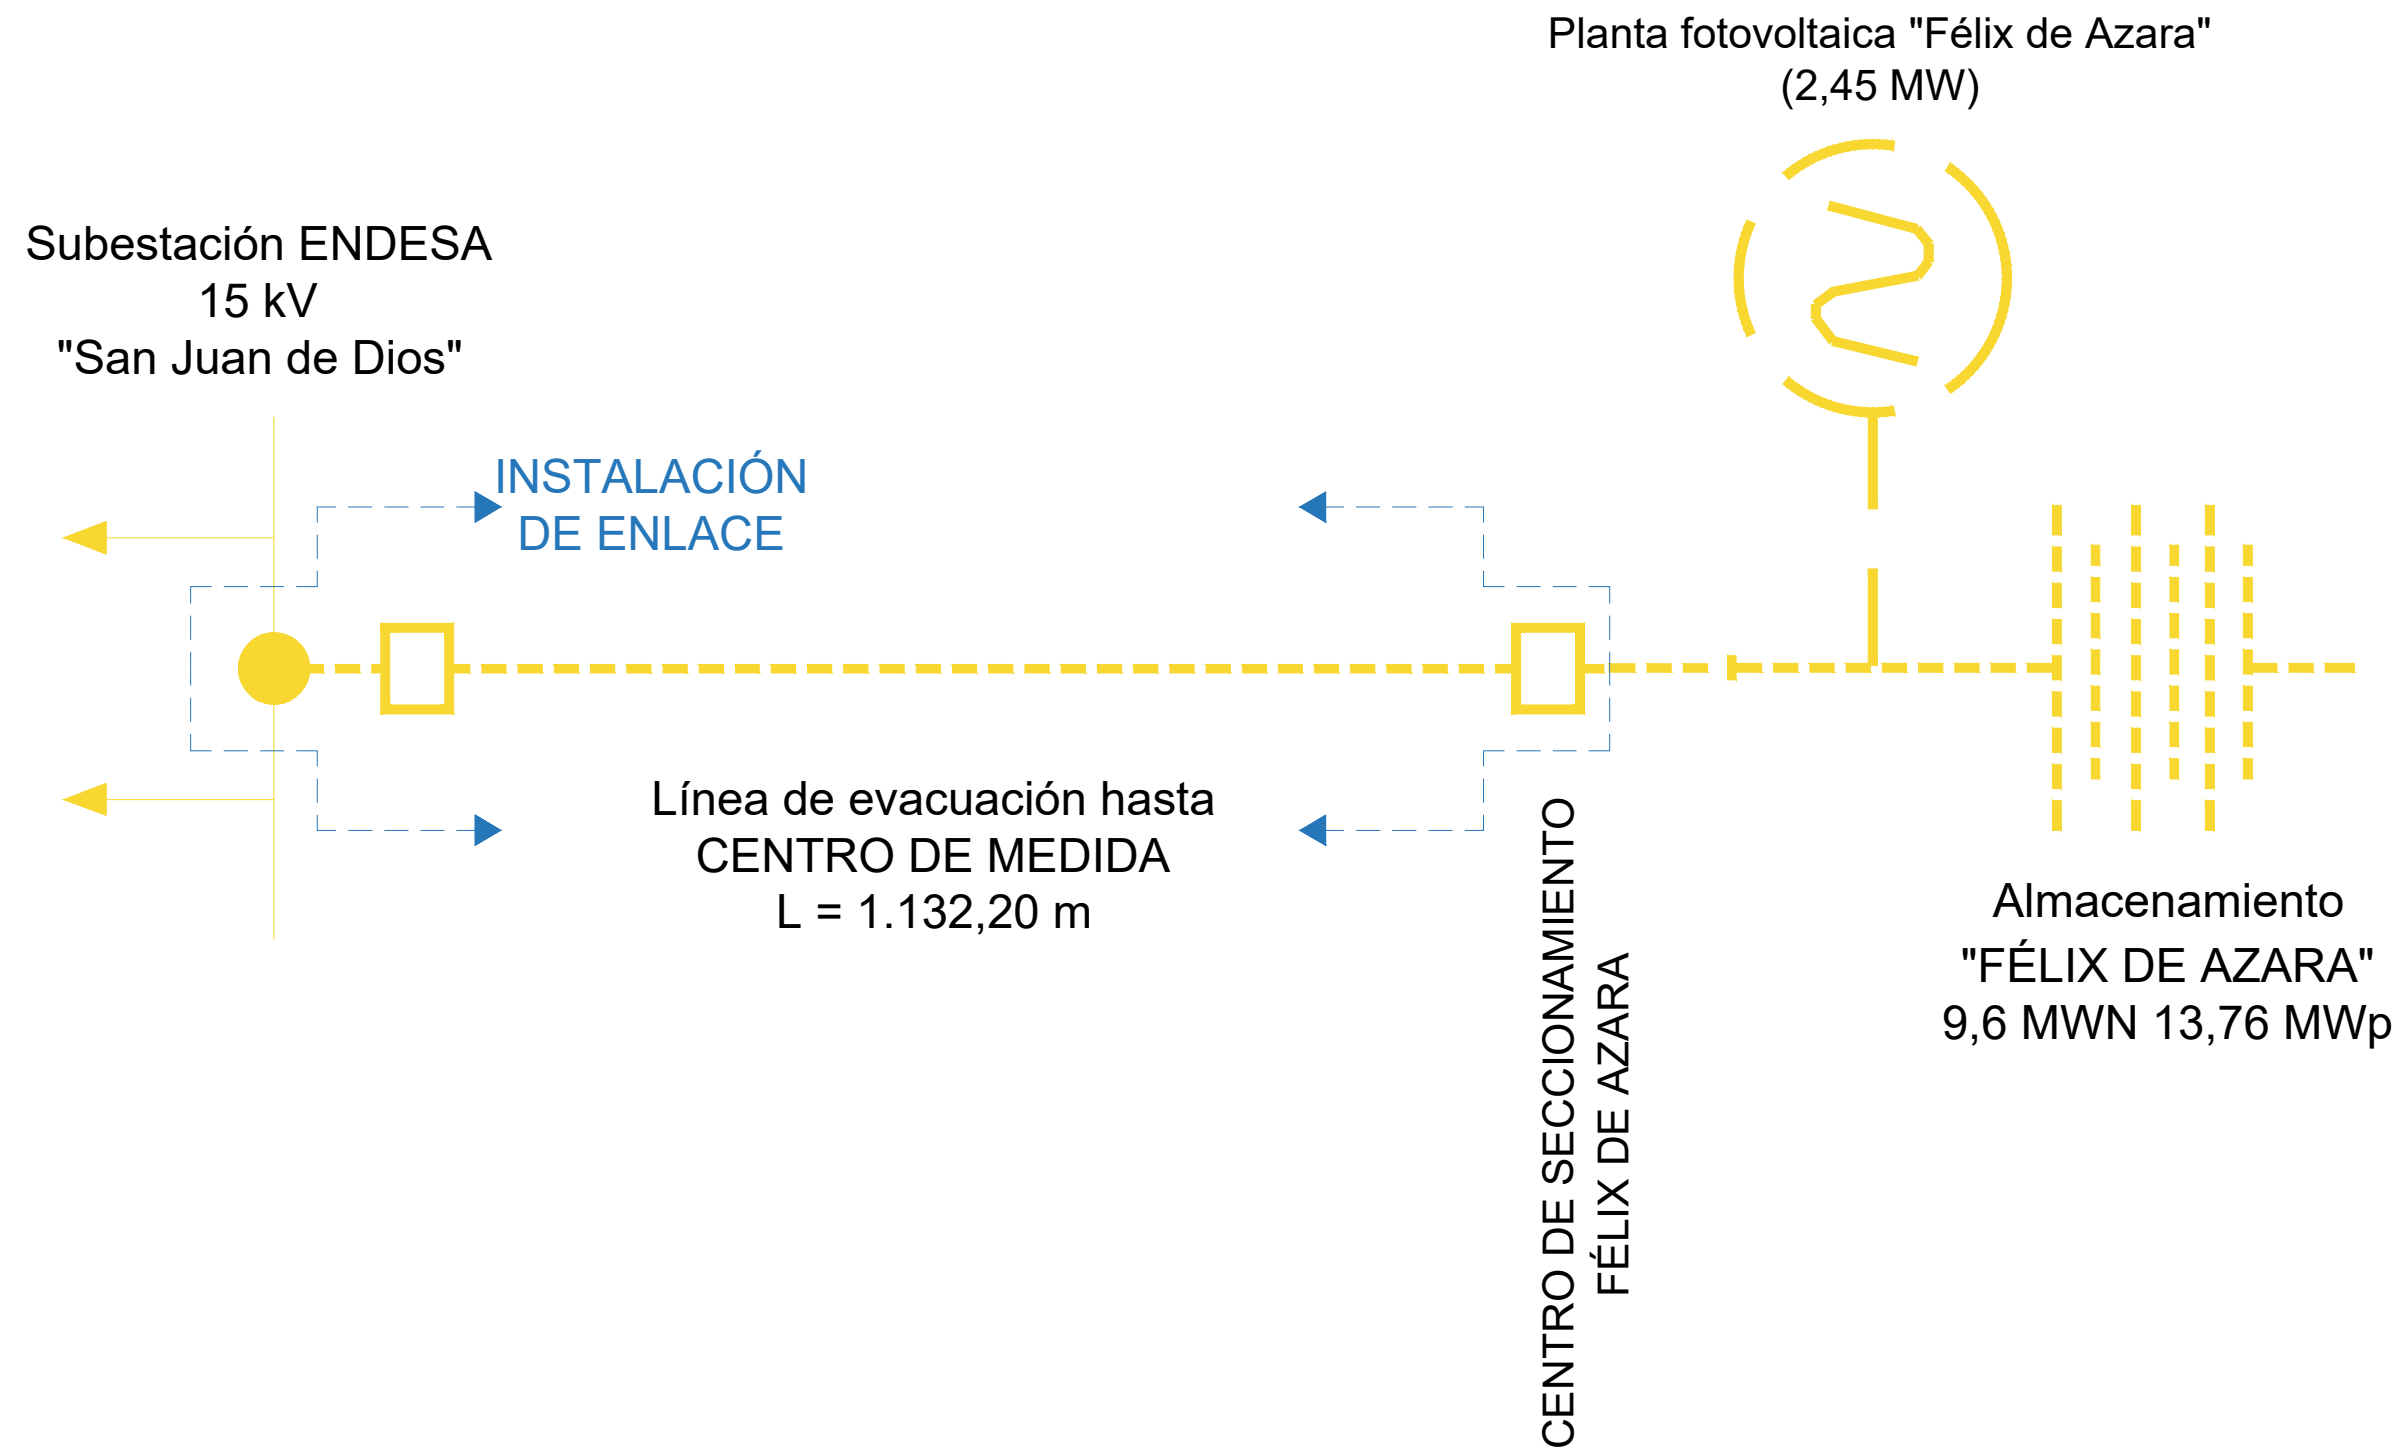 Planta fotovoltaica "Félix de Azara"
(2,45 MW)
Subestación ENDESA
15 kV
"San Juan de Dios"
INSTALACIÓN
DE ENLACE
Línea de evacuación hasta
CENTRO DE MEDIDA
L = 1.132,20 m
CENTRO DE SECCIONAMIENTO
FÉLIX DE AZARA
Almacenamiento
"FÉLIX DE AZARA"
9,6 MWN 13,76 MWp